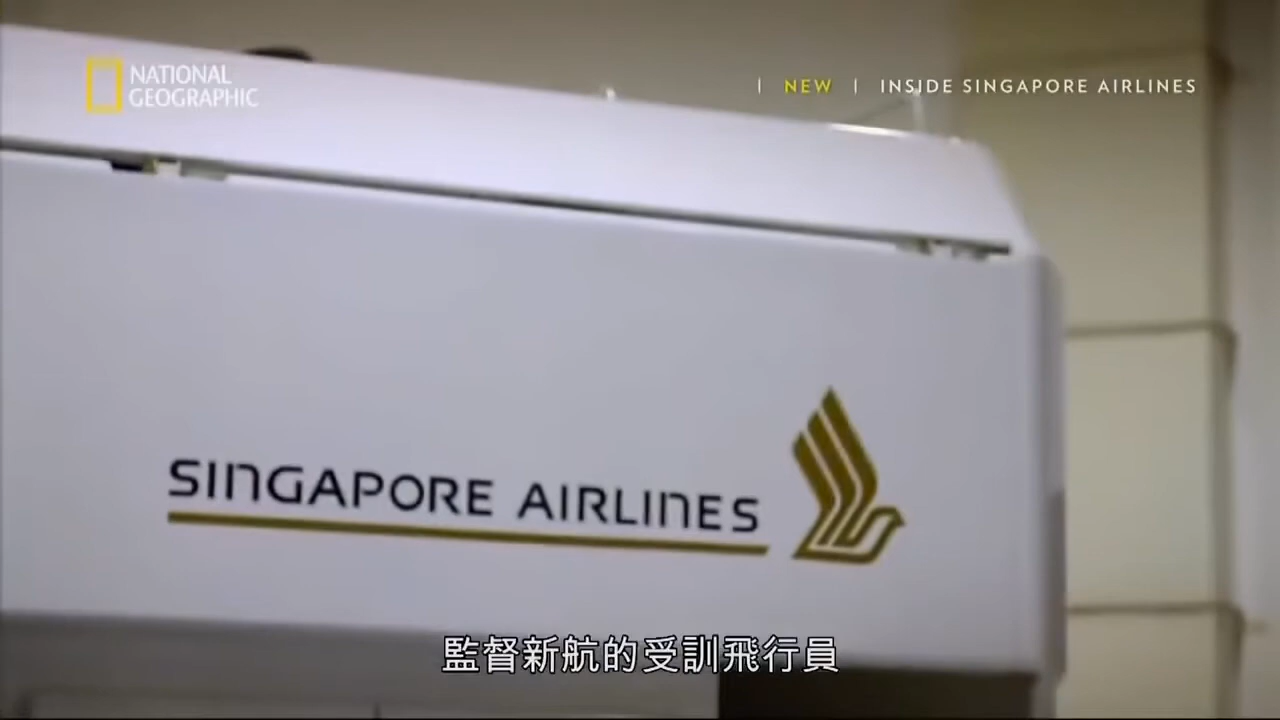 NATIONAL
GEOGRAPHIC
| NEW | INSIDE SINGAPORE AIRLINES
SINGAPORE AIRLINES
監督新航的受訓飛行員